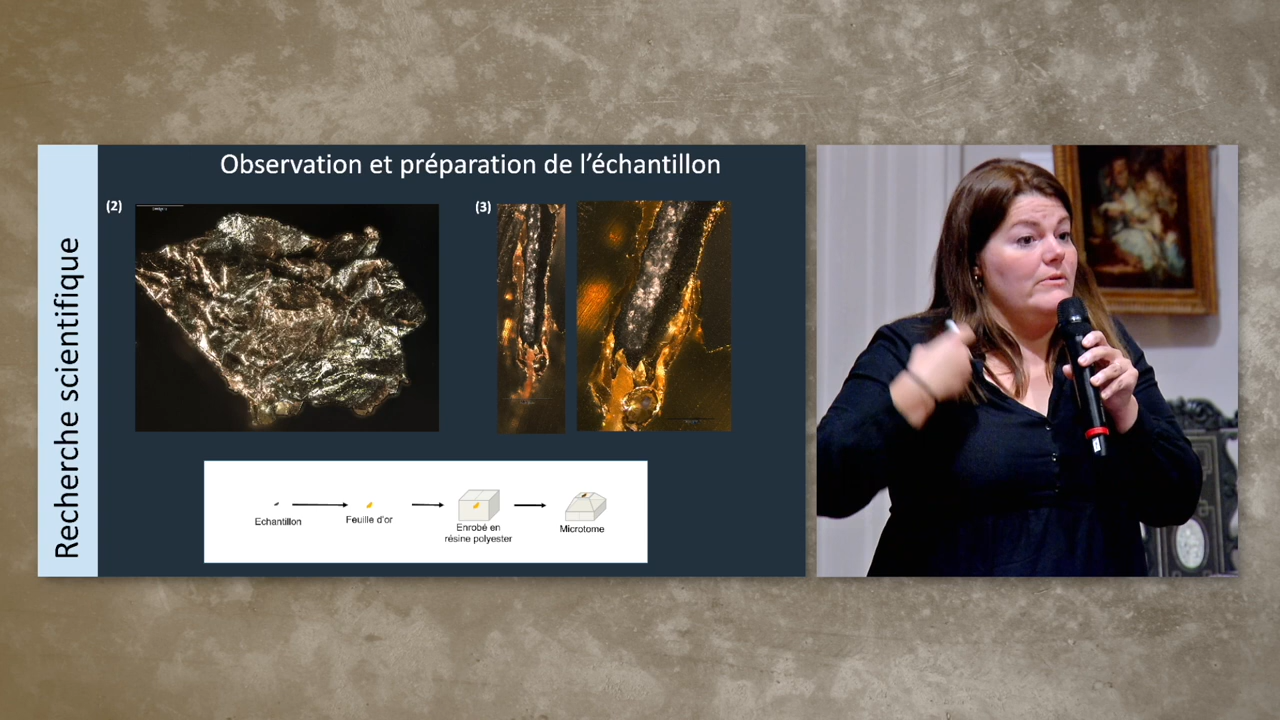 Recherche scientifique
Observation et préparation de l’échantillon
(2)
(3)
Echantillon
Feuille d'or
Enrobé en
résine polyester
Microtome